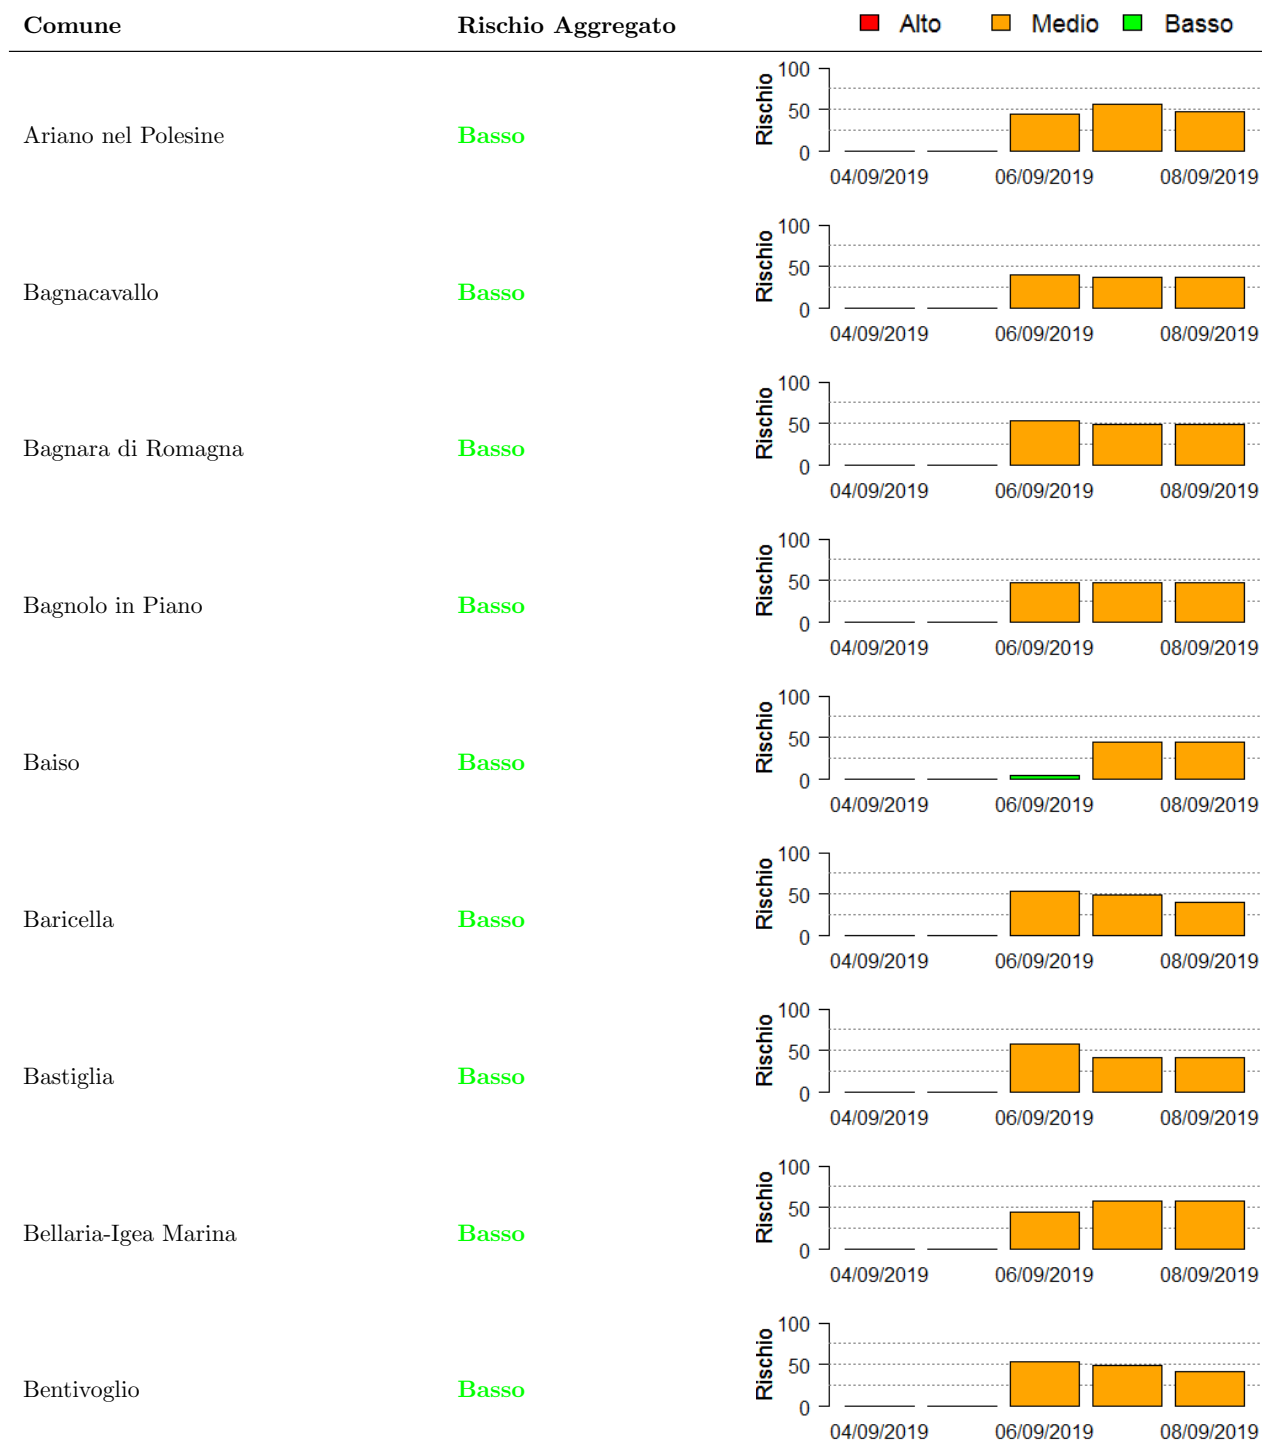 Comune Rischio Aggregato Alto Medio Basso
Ariano nel Polesine Basso
Rischio
100
50
0
04/09/2019 06/09/2019 08/09/2019
Bagnacavallo Basso
Rischio
100
50
0
04/09/2019 06/09/2019 08/09/2019
Bagnara di Romagna Basso
Rischio
100
50
0
04/09/2019 06/09/2019 08/09/2019
Bagnolo in Piano Basso
Rischio
100
50
0
04/09/2019 06/09/2019 08/09/2019
Baiso Basso
Rischio
100
50
0
04/09/2019 06/09/2019 08/09/2019
Baricella Basso
Rischio
100
50
0
04/09/2019 06/09/2019 08/09/2019
Bastiglia Basso
Rischio
100
50
0
04/09/2019 06/09/2019 08/09/2019
Bellaria-Igea Marina Basso
Rischio
100
50
0
04/09/2019 06/09/2019 08/09/2019
Bentivoglio Basso
Rischio
100
50
0
04/09/2019 06/09/2019 08/09/2019